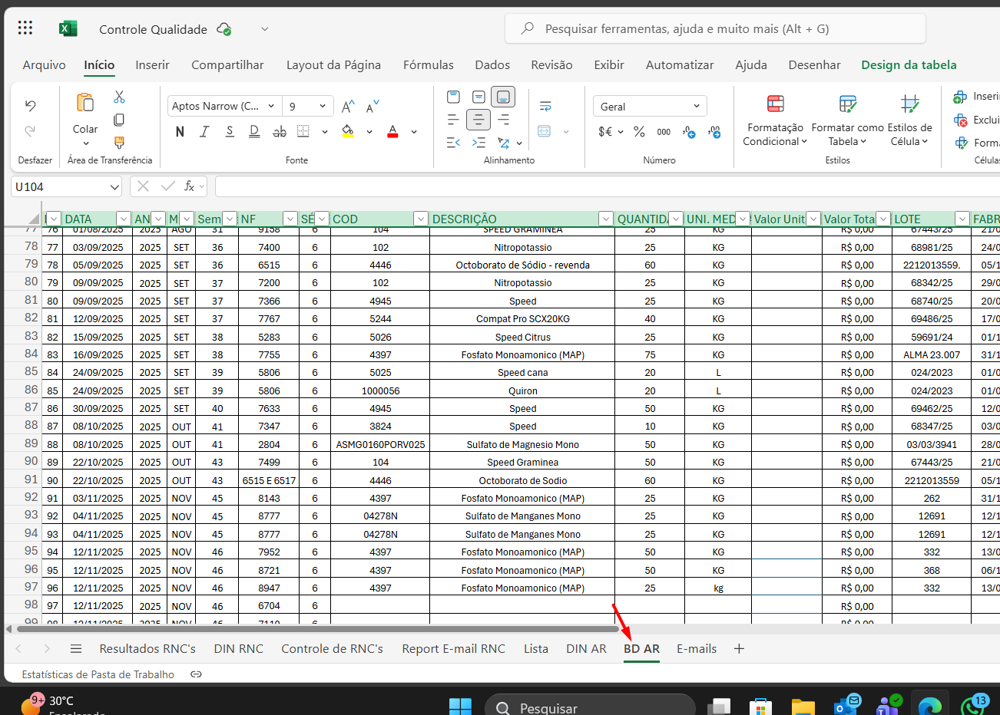 Controle Qualidade
Pesquisar ferramentas, ajuda e muito mais (Alt + G)
Arquivo Início Inserir Compartilhar Layout da Página Fórmulas Dados Revisão Exibir Automatizar Ajuda Desenhar Design da tabela
Aptos Narrow (C... 9
Geral
Colar
N I S D ab
$€ % 000
Formatação Condicional
Formatar como Tabela
Estilos de Célula
Inseri
Exclui
Forma
Desfazer Área de Transferência Fonte Alinhamento Número Estilos Células
U104 fx
DATA AN M Sem NF SÉ COD DESCRIÇÃO QUANTID UNI. MED Valor Unit Valor Tota LOTE FABR
77 76 01/08/2025 2025 AGO 31 9158 6 104 SPEED GRAMINEA 25 KG R$ 0,00 67443/25 21/0
78 77 03/09/2025 2025 SET 36 7400 6 102 Nitropotassio 25 KG R$ 0,00 68981/25 24/0
79 78 05/09/2025 2025 SET 36 6515 6 4446 Octoborato de Sódio - revenda 60 KG R$ 0,00 2212013559. 05/1
80 79 09/09/2025 2025 SET 37 7200 6 102 Nitropotassio 25 KG R$ 0,00 68342/25 29/0
81 80 09/09/2025 2025 SET 37 7366 6 4945 Speed 25 KG R$ 0,00 68740/25 20/0
82 81 12/09/2025 2025 SET 37 7767 6 5244 Compat Pro SCX20KG 40 KG R$ 0,00 69486/25 17/0
83 82 15/09/2025 2025 SET 38 5283 6 5026 Speed Citrus 25 KG R$ 0,00 59691/24 01/1
84 83 16/09/2025 2025 SET 38 7755 6 4397 Fosfato Monoamonico (MAP) 75 KG R$ 0,00 ALMA 23.007 31/1
85 84 24/09/2025 2025 SET 39 5806 6 5025 Speed cana 20 L R$ 0,00 024/2023 01/0
86 85 24/09/2025 2025 SET 39 5806 6 1000056 Quiron 20 L R$ 0,00 024/2023 01/0
87 86 30/09/2025 2025 SET 40 7633 6 4945 Speed 50 KG R$ 0,00 69462/25 12/0
88 87 08/10/2025 2025 OUT 41 7347 6 3824 Speed 10 KG R$ 0,00 68347/25 03/0
89 88 08/10/2025 2025 OUT 41 2804 6 ASMG0160PORV025 Sulfato de Magnesio Mono 50 KG R$ 0,00 03/03/3941 28/0
90 89 22/10/2025 2025 OUT 43 7499 6 104 Speed Graminea 50 KG R$ 0,00 67443/25 21/0
91 90 22/10/2025 2025 OUT 43 6515 E 6517 6 4446 Octoborato de Sodio 60 KG R$ 0,00 2212013559 05/1
92 91 03/11/2025 2025 NOV 45 8143 6 4397 Fosfato Monoamonico (MAP) 25 KG R$ 0,00 262 31/1
93 92 04/11/2025 2025 NOV 45 8777 6 04278N Sulfato de Manganes Mono 25 KG R$ 0,00 12691 12/1
94 93 04/11/2025 2025 NOV 45 8777 6 04278N Sulfato de Manganes Mono 25 KG R$ 0,00 12691 12/1
95 94 12/11/2025 2025 NOV 46 7952 6 4397 Fosfato Monoamonico (MAP) 50 KG R$ 0,00 332 13/0
96 95 12/11/2025 2025 NOV 46 8721 6 4397 Fosfato Monoamonico (MAP) 50 KG R$ 0,00 368 06/1
97 96 12/11/2025 2025 NOV 46 8947 6 4397 Fosfato Monoamonico (MAP) 25 kg R$ 0,00 332 13/0
98 97 12/11/2025 2025 NOV 46 6704 6 R$ 0,00
99 98 12/11/2025 2025 NOV 46 7110 6 R$ 0,00
Resultados RNC's DIN RNC Controle de RNC's Report E-mail RNC Lista DIN AR BD AR E-mails
Estatísticas de Pasta de Trabalho
9+ 30°C
Ensolarado
Pesquisar
13